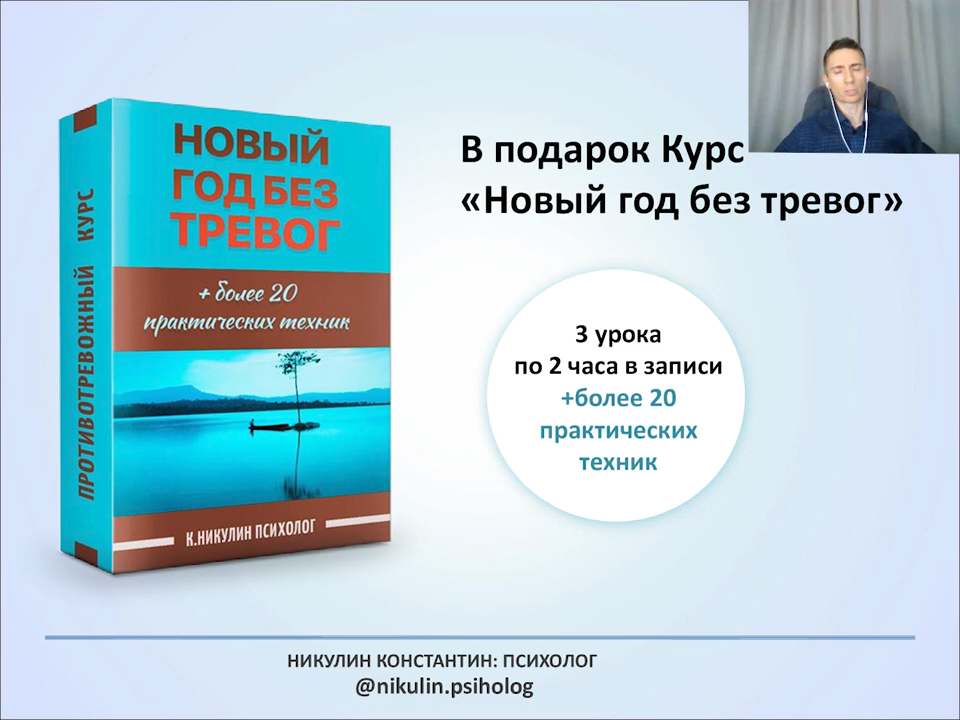 НОВЫЙ
ГОД БЕЗ
ТРЕВОГ
+ более 20
практических техник
К.НИКУЛИН ПСИХОЛОГ
ПРОТИВОТРЕВОЖНЫЙ КУРС
В подарок Курс
«Новый год без тревог»
3 урока
по 2 часа в записи
+более 20
практических
техник
НИКУЛИН КОНСТАНТИН: ПСИХОЛОГ
@nikulin.psiholog